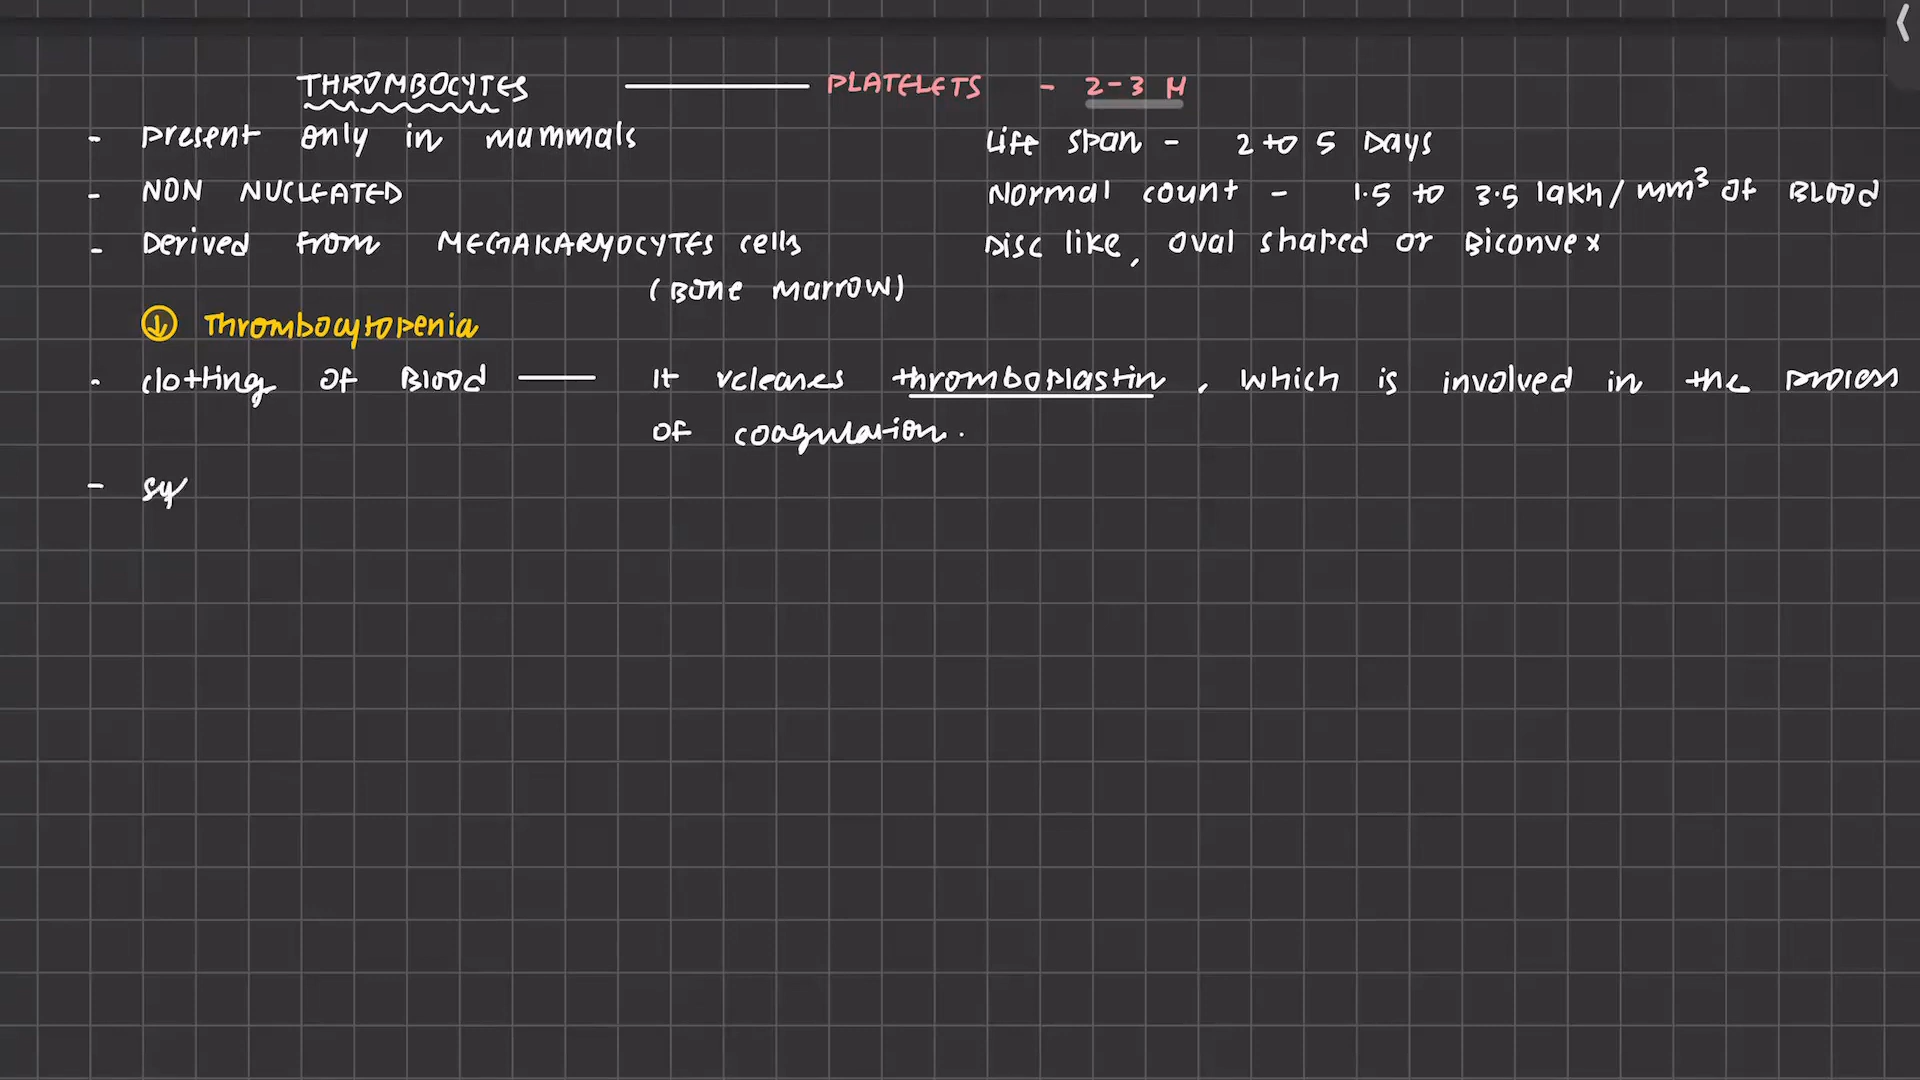 THROMBOCYTES — PLATELETS - 2-3 M
- Present only in mammals
Life span - 2 to 5 Days
- NON NUCLEATED
Normal count - 1.5 to 3.5 lakh/mm³ of BLOOD
- Derived from MEGAKARYOCYTES cells
(Bone marrow)
Disc like, oval shaped or Biconvex
↓ Thrombocytopenia
- clotting of Blood — It releases thromboplastin, which is involved in the process
of coagulation.
- sy